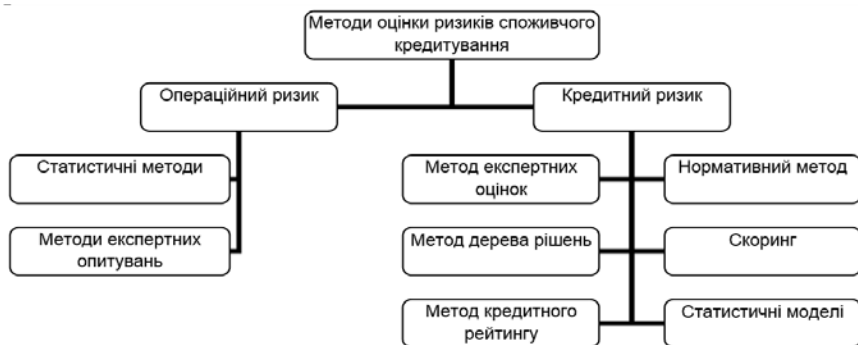 Методи оцінки ризиків споживчого
кредитування
Операційний ризик
Кредитний ризик
Статистичні методи
Метод експертних
оцінок
Нормативний метод
Методи експертних
опитувань
Метод дерева рішень
Скоринг
Метод кредитного
рейтингу
Статистичні моделі